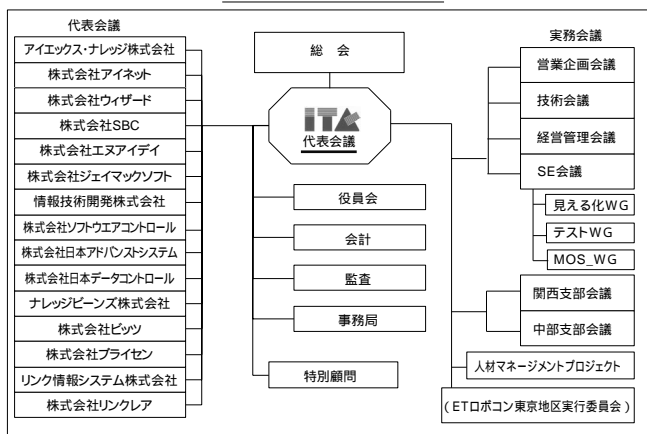 代表会議
アイエックス・ナレッジ株式会社
株式会社アイネット
株式会社ウィザード
株式会社SBC
株式会社エヌアイデイ
株式会社ジェイマックソフト
情報技術開発株式会社
株式会社ソフトウエアコントロール
株式会社日本アドバンストシステム
株式会社日本データコントロール
ナレッジビーンズ株式会社
株式会社ビッツ
株式会社ブライセン
リンク情報システム株式会社
株式会社リンクレア
総 会
ITA
代表会議
役員会
会計
監査
事務局
特別顧問
実務会議
営業企画会議
技術会議
経営管理会議
SE会議
見える化WG
テストWG
MOS_WG
関西支部会議
中部支部会議
人材マネージメントプロジェクト
(ETロボコン東京地区実行委員会)